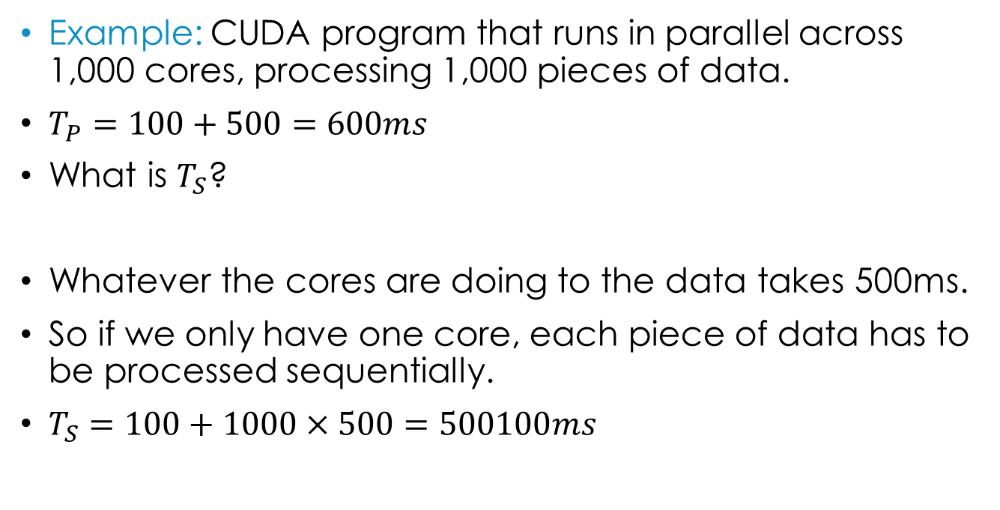 • Example: CUDA program that runs in parallel across
1,000 cores, processing 1,000 pieces of data.
• T_P = 100 + 500 = 600ms
• What is T_S?
• Whatever the cores are doing to the data takes 500ms.
• So if we only have one core, each piece of data has to
be processed sequentially.
• T_S = 100 + 1000 × 500 = 500100ms